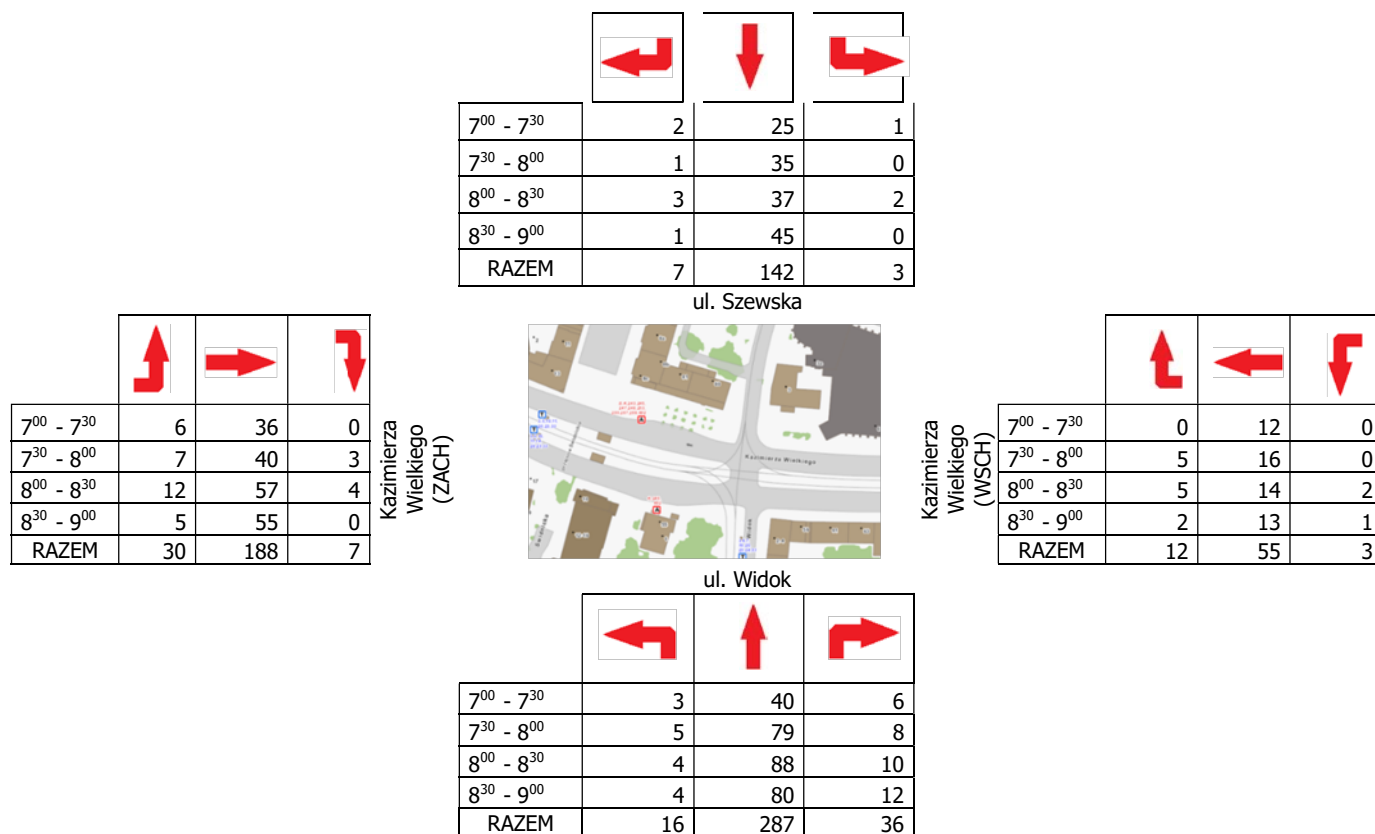 7⁰⁰ - 7³⁰ 2 25 1
7³⁰ - 8⁰⁰ 1 35 0
8⁰⁰ - 8³⁰ 3 37 2
8³⁰ - 9⁰⁰ 1 45 0
RAZEM 7 142 3
ul. Szewska
7⁰⁰ - 7³⁰ 6 36 0
7³⁰ - 8⁰⁰ 7 40 3
8⁰⁰ - 8³⁰ 12 57 4
8³⁰ - 9⁰⁰ 5 55 0
RAZEM 30 188 7
Kazimierza
Wielkiego
(ZACH)
Kazimierza Wielkiego
Widok
Kazimierza
Wielkiego
(WSCH)
7⁰⁰ - 7³⁰ 0 12 0
7³⁰ - 8⁰⁰ 5 16 0
8⁰⁰ - 8³⁰ 5 14 2
8³⁰ - 9⁰⁰ 2 13 1
RAZEM 12 55 3
ul. Widok
7⁰⁰ - 7³⁰ 3 40 6
7³⁰ - 8⁰⁰ 5 79 8
8⁰⁰ - 8³⁰ 4 88 10
8³⁰ - 9⁰⁰ 4 80 12
RAZEM 16 287 36